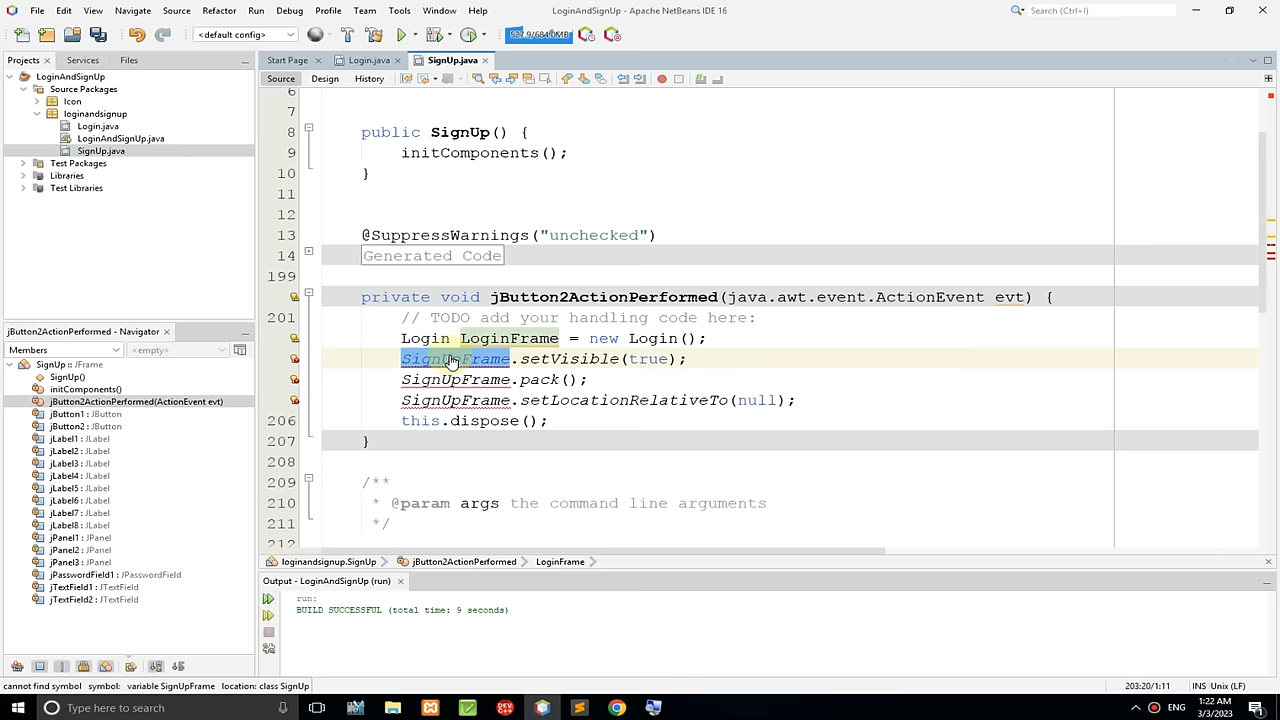 File Edit View Navigate Source Refactor Run Debug Profile Team Tools Window Help
LoginAndSignUp - Apache NetBeans IDE 16
Search (Ctrl+I)
<default config>
Projects Services Files
Start Page Login.java SignUp.java
Source Design History
LoginAndSignUp
Source Packages
Icon
loginandsignup
Login.java
LoginAndSignUp.java
SignUp.java
Test Packages
Libraries
Test Libraries
6
7
8 public SignUp() {
9 initComponents();
10 }
11
12
13 @SuppressWarnings("unchecked")
14 Generated Code
199
private void jButton2ActionPerformed(java.awt.event.ActionEvent evt) {
201 // TODO add your handling code here:
Login LoginFrame = new Login();
SignUpFrame.setVisible(true);
SignUpFrame.pack();
SignUpFrame.setLocationRelativeTo(null);
206 this.dispose();
207 }
208
209 /**
210 * @param args the command line arguments
211 */
212
jButton2ActionPerformed - Navigator
Members <empty>
SignUp :: JFrame
SignUp()
initComponents()
jButton2ActionPerformed(ActionEvent evt)
jButton1 : JButton
jButton2 : JButton
jLabel1 : JLabel
jLabel2 : JLabel
jLabel3 : JLabel
jLabel4 : JLabel
jLabel5 : JLabel
jLabel6 : JLabel
jLabel7 : JLabel
jLabel8 : JLabel
jPanel1 : JPanel
jPanel2 : JPanel
jPanel3 : JPanel
jPasswordField1 : JPasswordField
jTextField1 : JTextField
jTextField2 : JTextField
loginandsignup.SignUp jButton2ActionPerformed LoginFrame
Output - LoginAndSignUp (run)
run:
BUILD SUCCESSFUL (total time: 9 seconds)
cannot find symbol symbol: variable SignUpFrame location: class SignUp
203:20/1:11 INS Unix (LF)
Type here to search
ENG
1:22 AM
3/3/2023